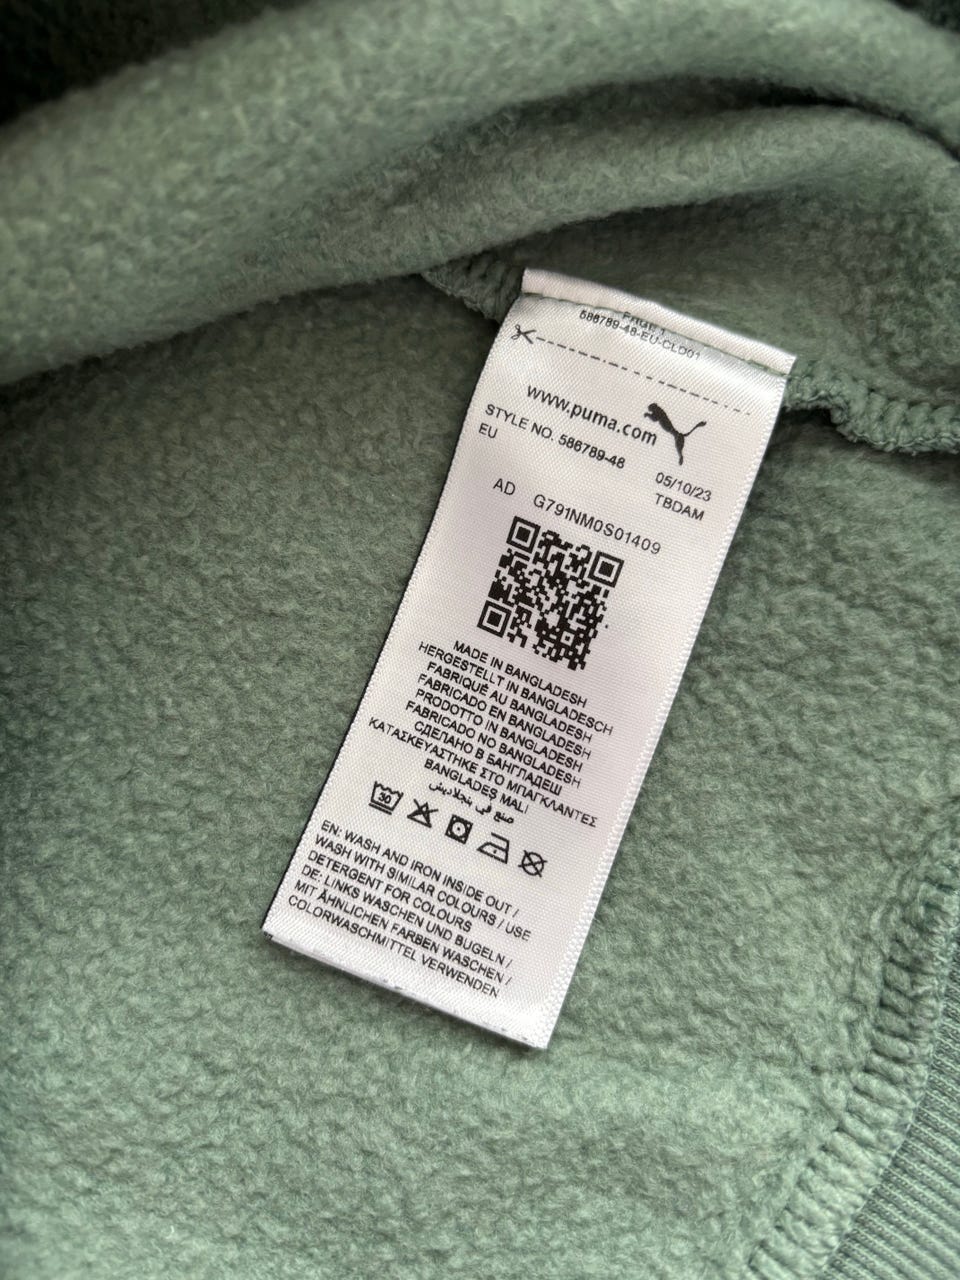 PAGE 1
586789-48-EU-CLD01
www.puma.com
STYLE NO. 586789-48
EU
05/10/23
TBDAM
AD G791NM0S01409
MADE IN BANGLADESH
HERGESTELLT IN BANGLADESCH
FABRIQUÉ AU BANGLADESH
FABRICADO EN BANGLADESH
PRODOTTO IN BANGLADESH
FABRICADO NO BANGLADESH
СДЕЛАНО В БАНГЛАДЕШ
ΚΑΤΑΣΚΕΥΑΣΤΗΚΕ ΣΤΟ ΜΠΑΓΚΛΑΝΤΕΣ
BANGLADEŞ MALI
صنع في بنجلاديش
30
EN: WASH AND IRON INSIDE OUT /
WASH WITH SIMILAR COLOURS / USE
DETERGENT FOR COLOURS
DE: LINKS WASCHEN UND BÜGELN /
MIT ÄHNLICHEN FARBEN WASCHEN /
COLORWASCHMITTEL VERWENDEN